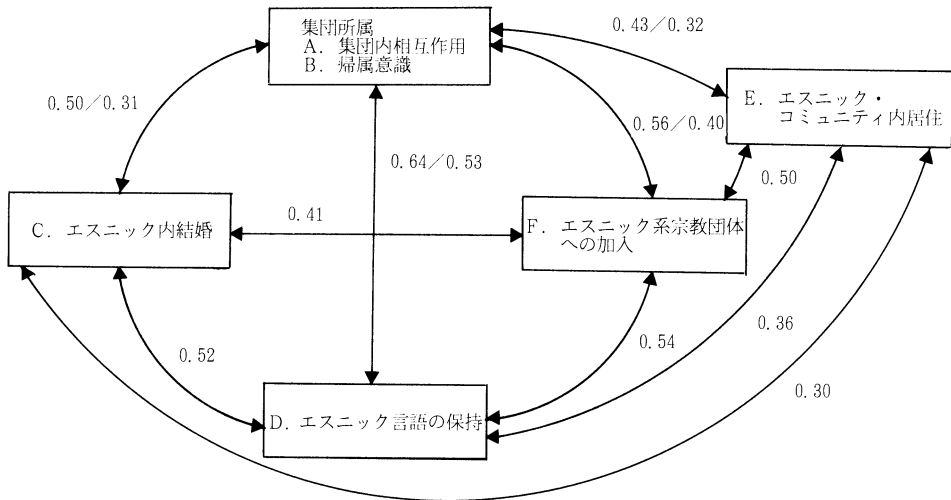 集団所属
A．集団内相互作用
B．帰属意識
0.43／0.32
E．エスニック・
コミュニティ内居住
0.50／0.31
0.56／0.40
0.64／0.53
0.50
C．エスニック内結婚
0.41
F．エスニック系宗教団体
への加入
0.36
0.54
0.52
0.30
D．エスニック言語の保持